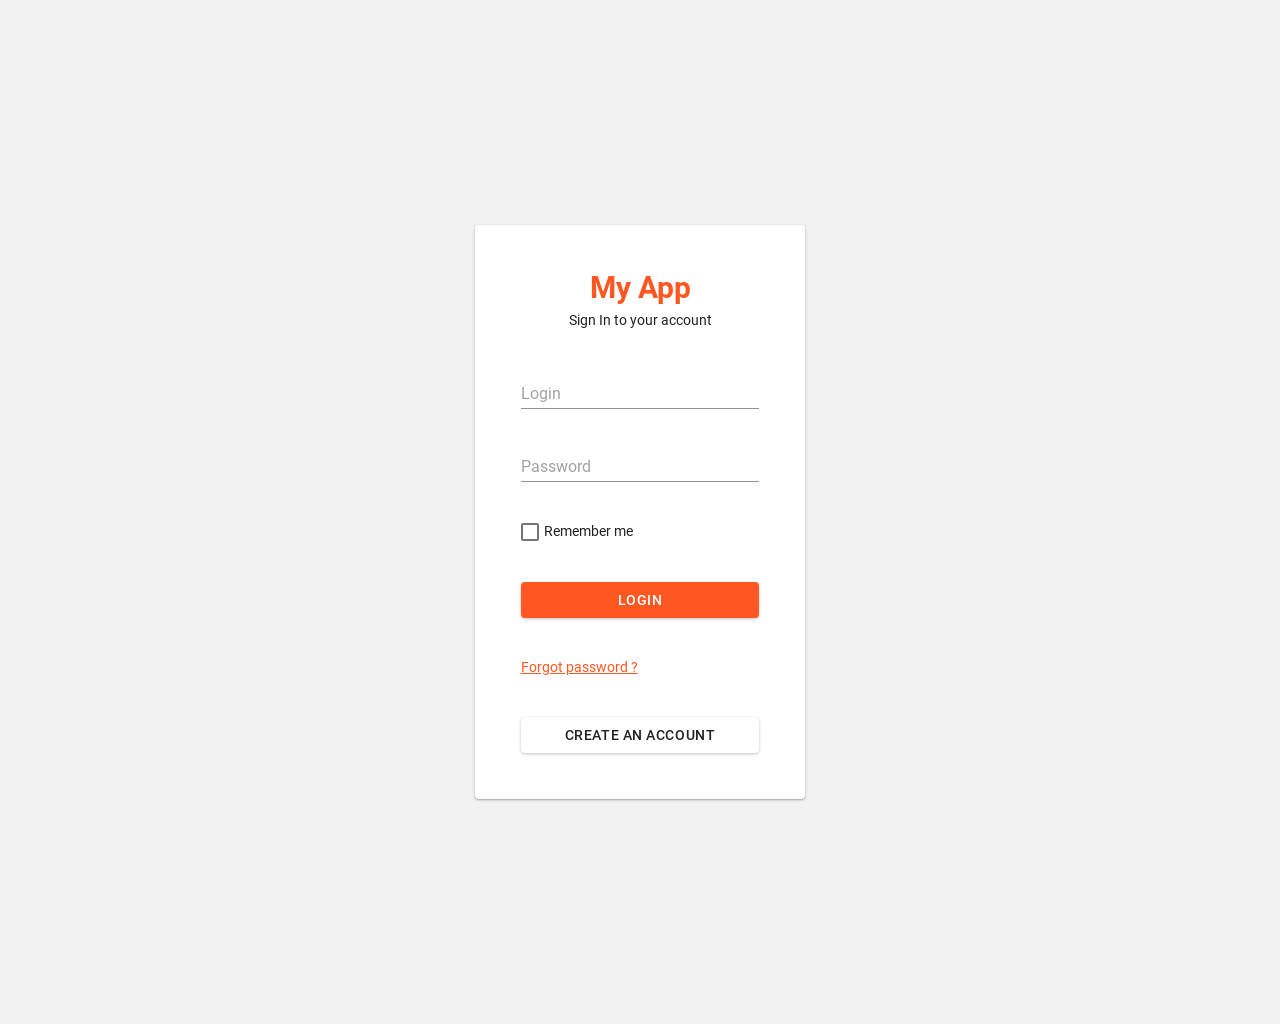 My App
Sign In to your account
Login
Password
Remember me
LOGIN
Forgot password ?
CREATE AN ACCOUNT